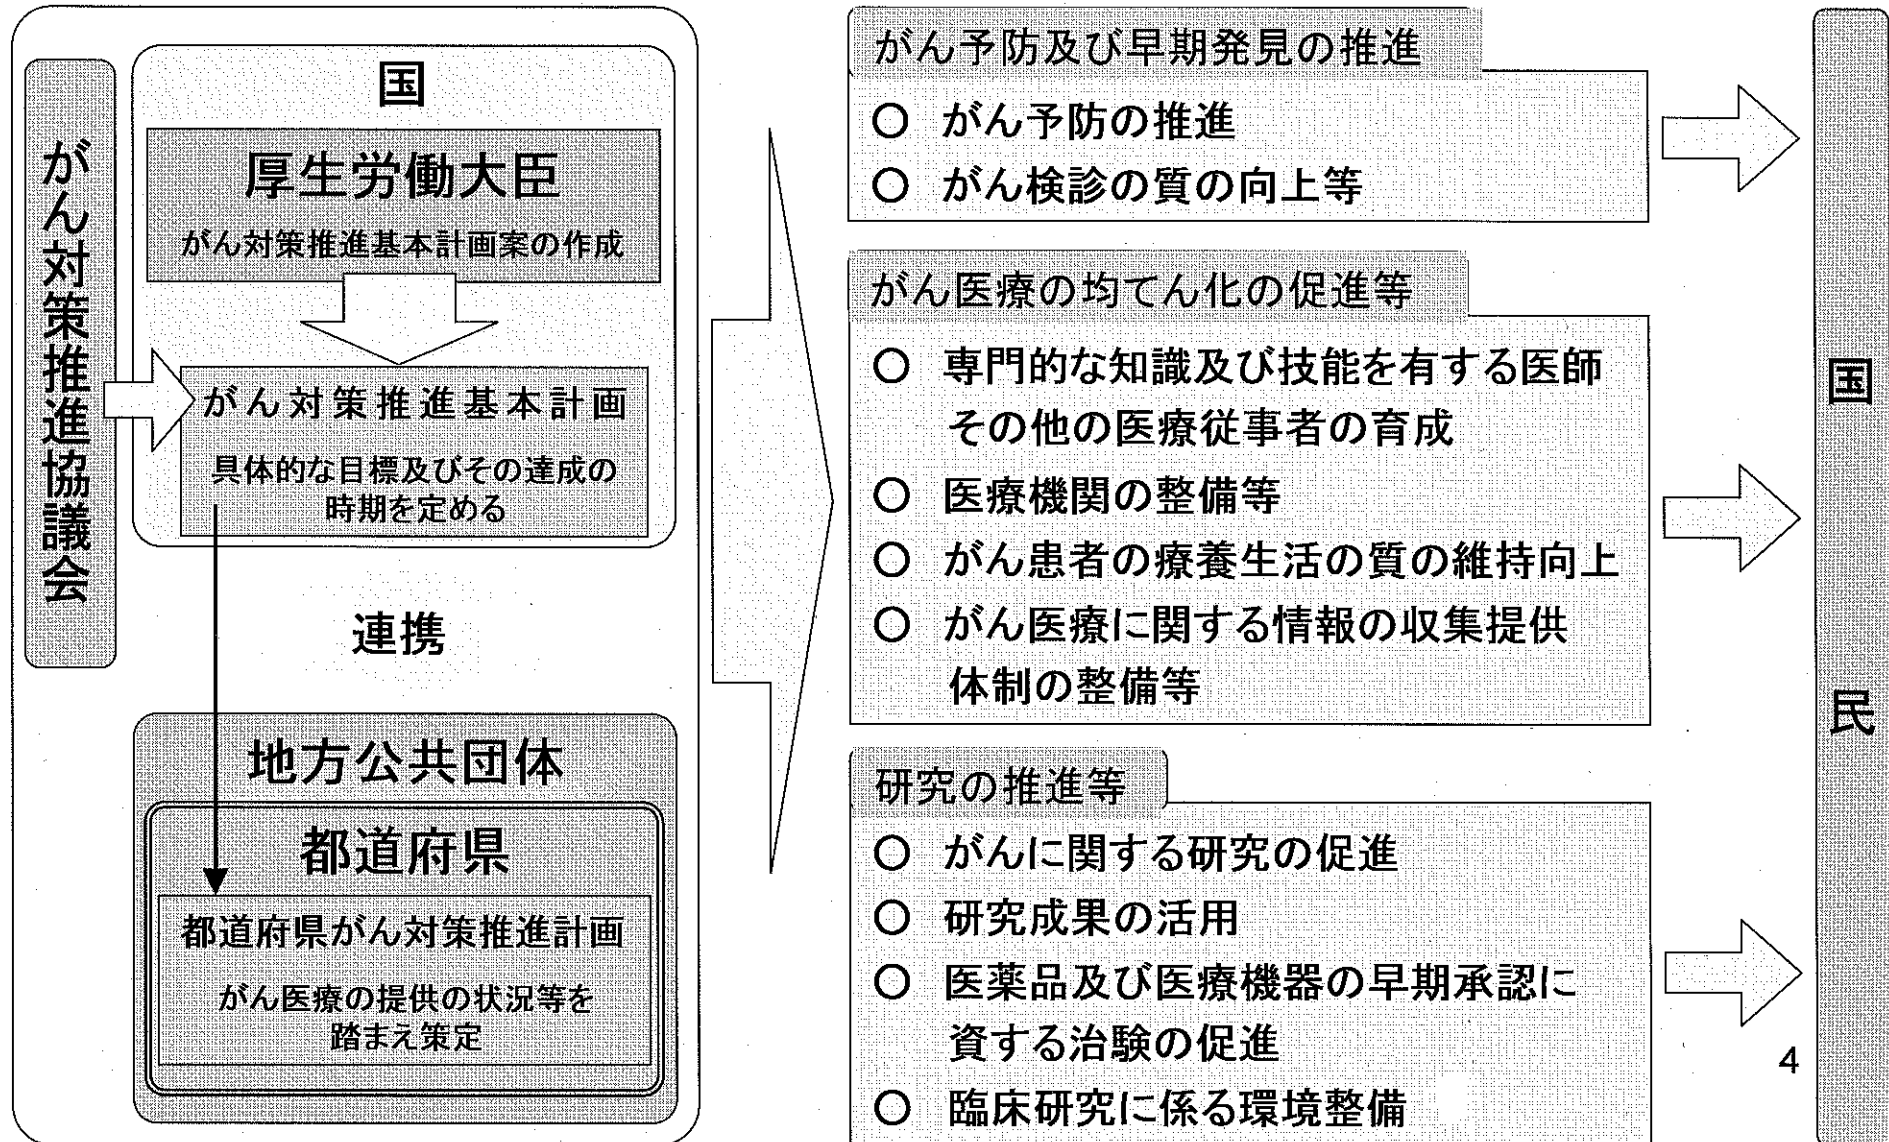 がん対策推進協議会
国
厚生労働大臣
がん対策推進基本計画案の作成
がん対策推進基本計画
具体的な目標及びその達成の
時期を定める
連携
地方公共団体
都道府県
都道府県がん対策推進計画
がん医療の提供の状況等を
踏まえ策定
がん予防及び早期発見の推進
○ がん予防の推進
○ がん検診の質の向上等
がん医療の均てん化の促進等
○ 専門的な知識及び技能を有する医師
その他の医療従事者の育成
○ 医療機関の整備等
○ がん患者の療養生活の質の維持向上
○ がん医療に関する情報の収集提供
体制の整備等
研究の推進等
○ がんに関する研究の促進
○ 研究成果の活用
○ 医薬品及び医療機器の早期承認に
資する治験の促進
○ 臨床研究に係る環境整備
国民
4